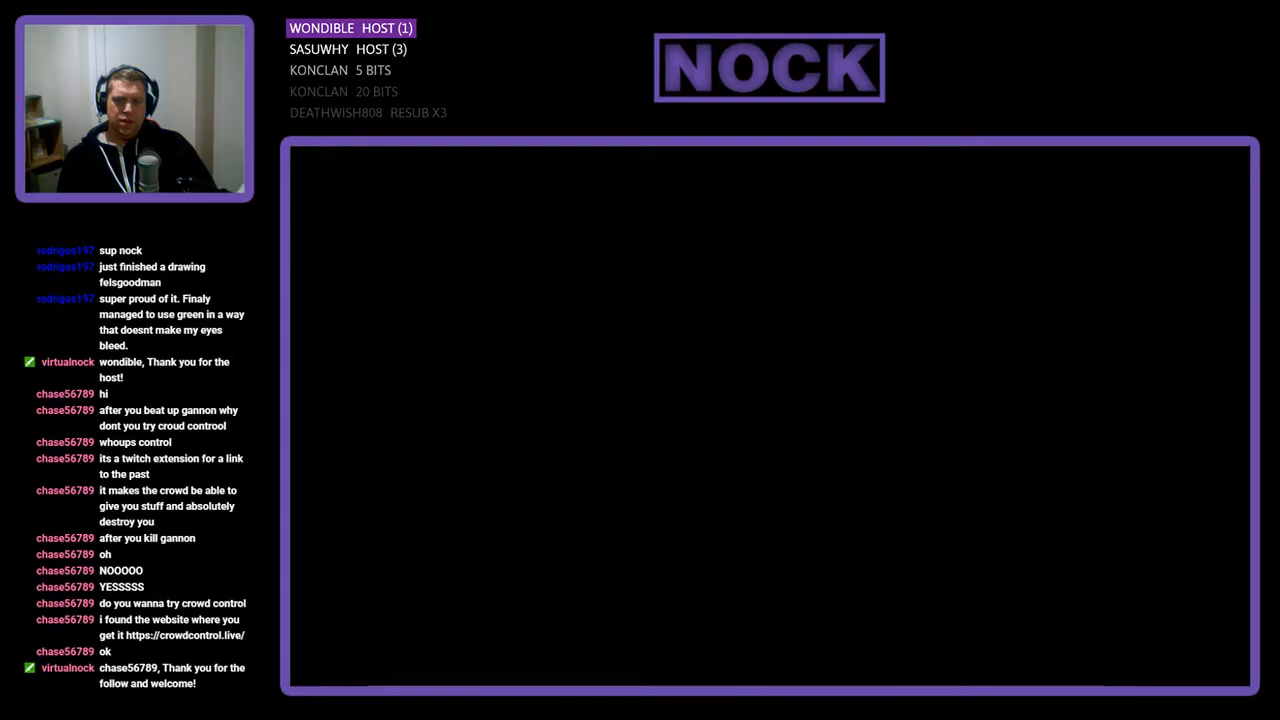 WONDIBLE HOST (1)
SASUWHY HOST (3)
KONCLAN 5 BITS
KONCLAN 20 BITS
DEATHWISH808 RESUB X3
NOCK
rodrigos197 sup nock
rodrigos197 just finished a drawing
felsgoodman
rodrigos197 super proud of it. Finaly
managed to use green in a way
that doesnt make my eyes
bleed.
virtualnock wondible, Thank you for the
host!
chase56789 hi
chase56789 after you beat up gannon why
dont you try croud controol
chase56789 whoups control
chase56789 its a twitch extension for a link
to the past
chase56789 it makes the crowd be able to
give you stuff and absolutely
destroy you
chase56789 after you kill gannon
chase56789 oh
chase56789 NOOOOO
chase56789 YESSSSS
chase56789 do you wanna try crowd control
chase56789 i found the website where you
get it https://crowdcontrol.live/
chase56789 ok
virtualnock chase56789, Thank you for the
follow and welcome!